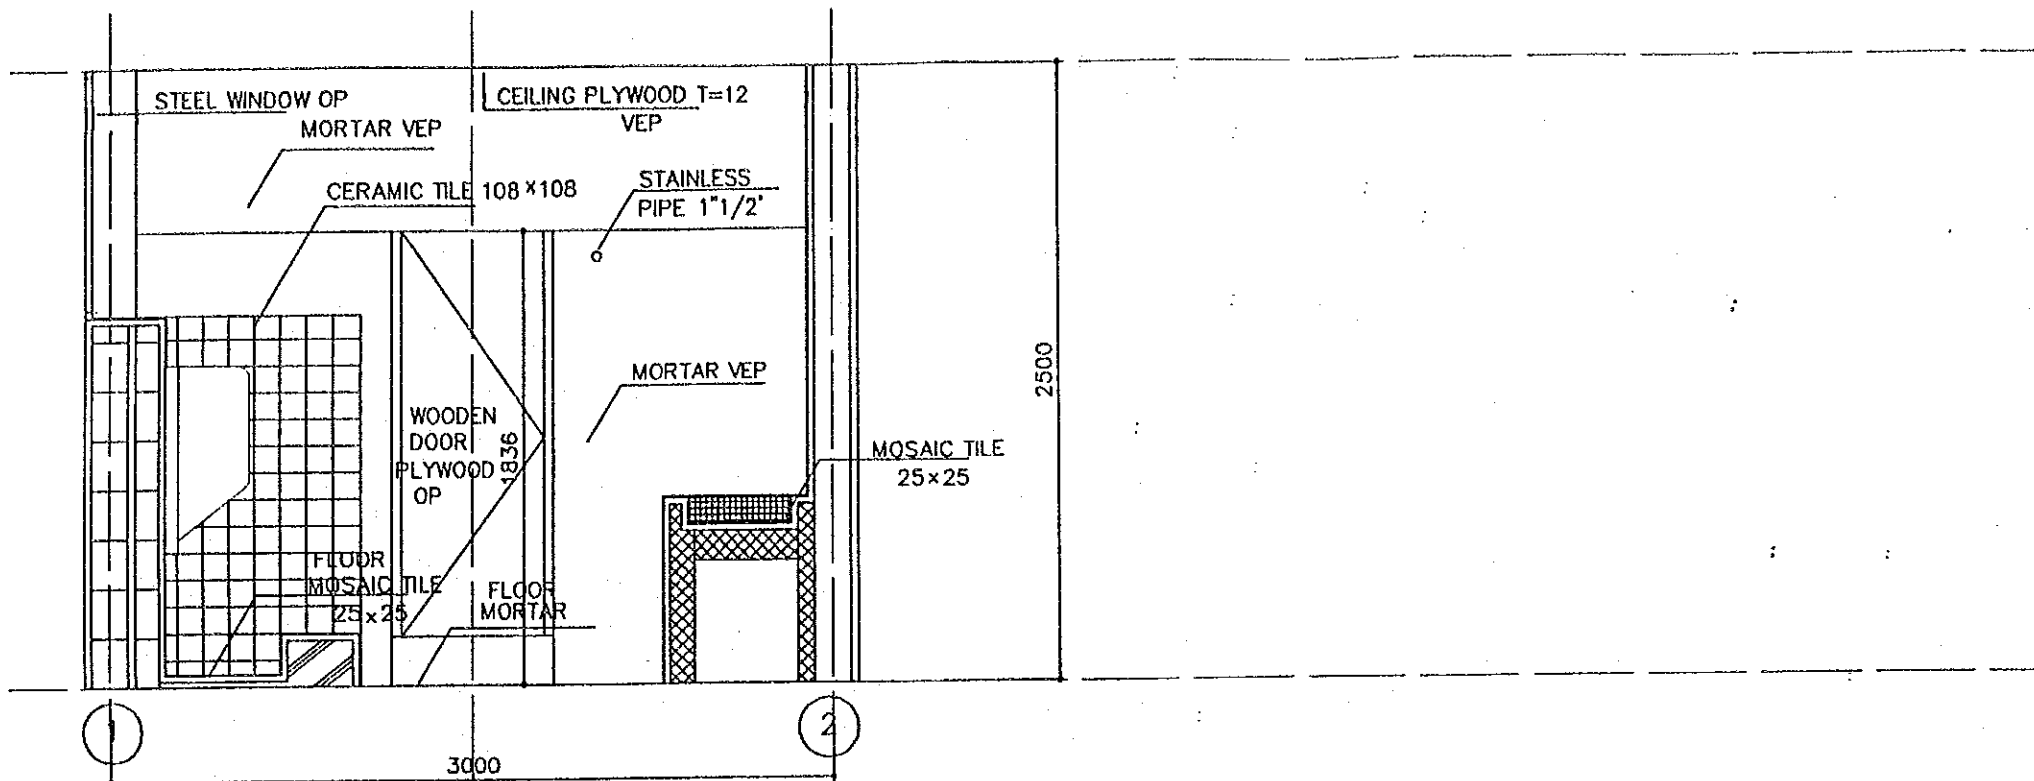 STEEL WINDOW OP
MORTAR VEP
CEILING PLYWOOD T=12
VEP
CERAMIC TILE 108×108
STAINLESS
PIPE 1"1/2'
MORTAR VEP
2500
WOODEN
DOOR
PLYWOOD
OP
1836
MOSAIC TILE
25×25
FLOOR
MOSAIC TILE
25×25
FLOOR
MORTAR
1
2
3000